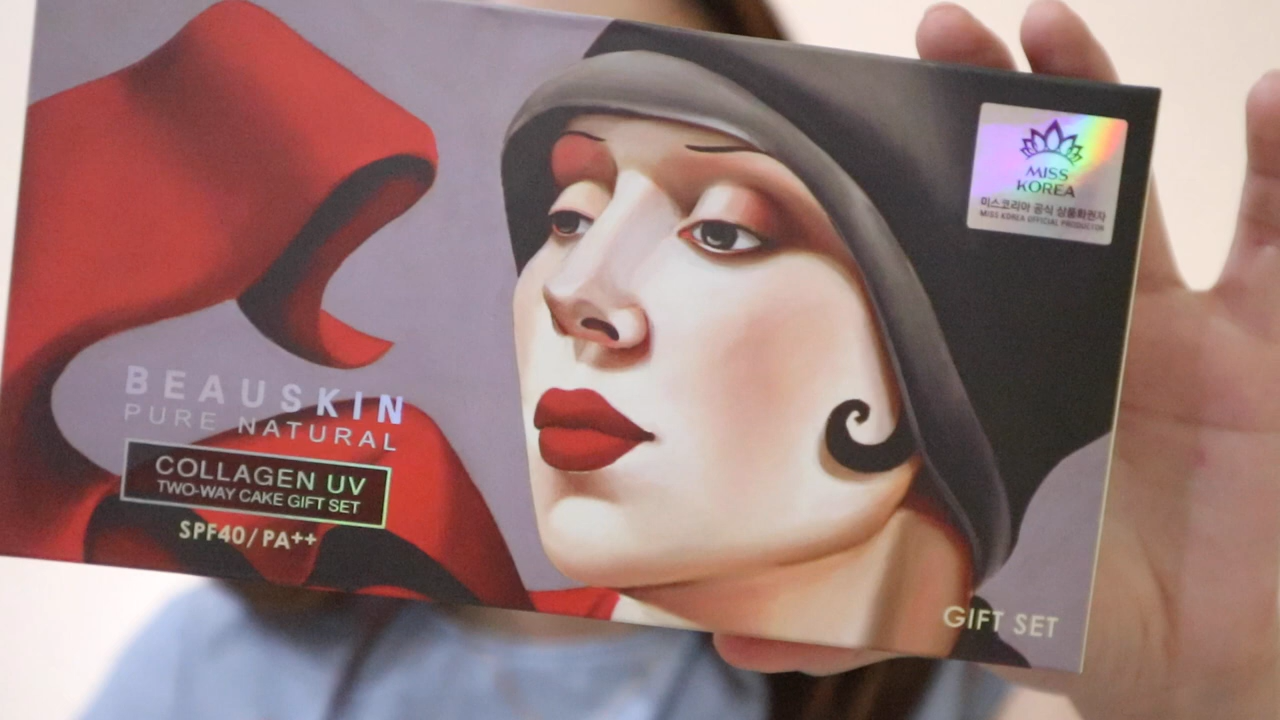 MISS
KOREA
미스코리아 공식 상품화권자
MISS KOREA OFFICIAL PRODUCTON
BEAUSKIN
PURE NATURAL
COLLAGEN UV
TWO-WAY CAKE GIFT SET
SPF40/PA++
GIFT SET